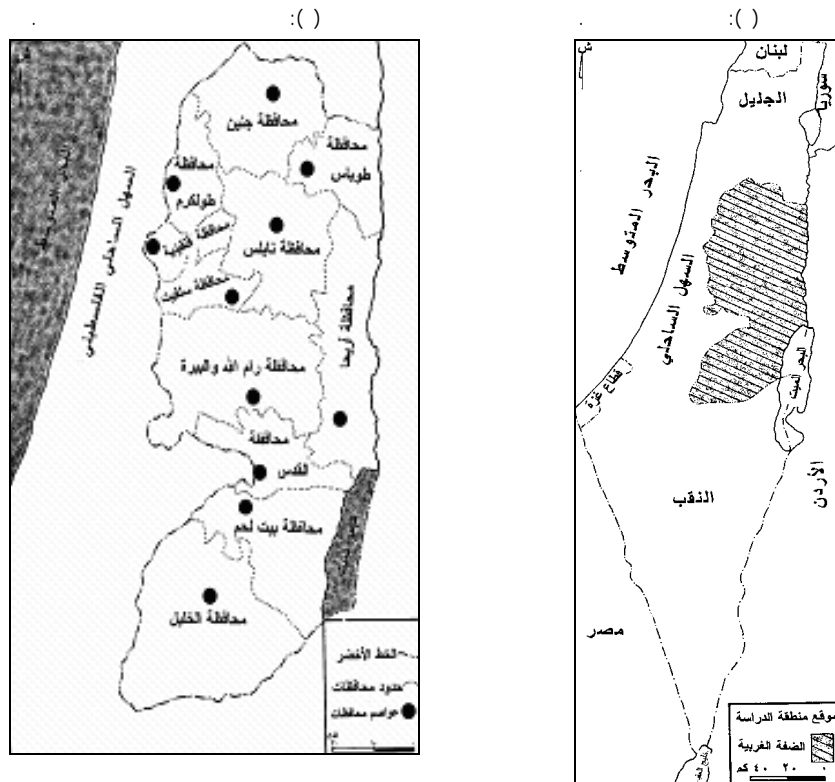 :( )
.
:( )
.
لبنان
سوريا
الجليل
البحر المتوسط
السهل الساحلي
البحر الميت
قطاع غزة
الأردن
النقب
مصر
موقع منطقة الدراسة
الضفة الغربية
٠ ٢٠ ٤٠ كم
ش
ش
محافظة جنين
محافظة
طوباس
محافظة
طولكرم
محافظة قلقيلية
محافظة نابلس
محافظة سلفيت
محافظة أريحا
السهل الساحلي الفلسطيني
محافظة رام الله والبيرة
محافظة
القدس
محافظة بيت لحم
محافظة الخليل
الخط الأخضر
حدود محافظات
عواصم محافظات